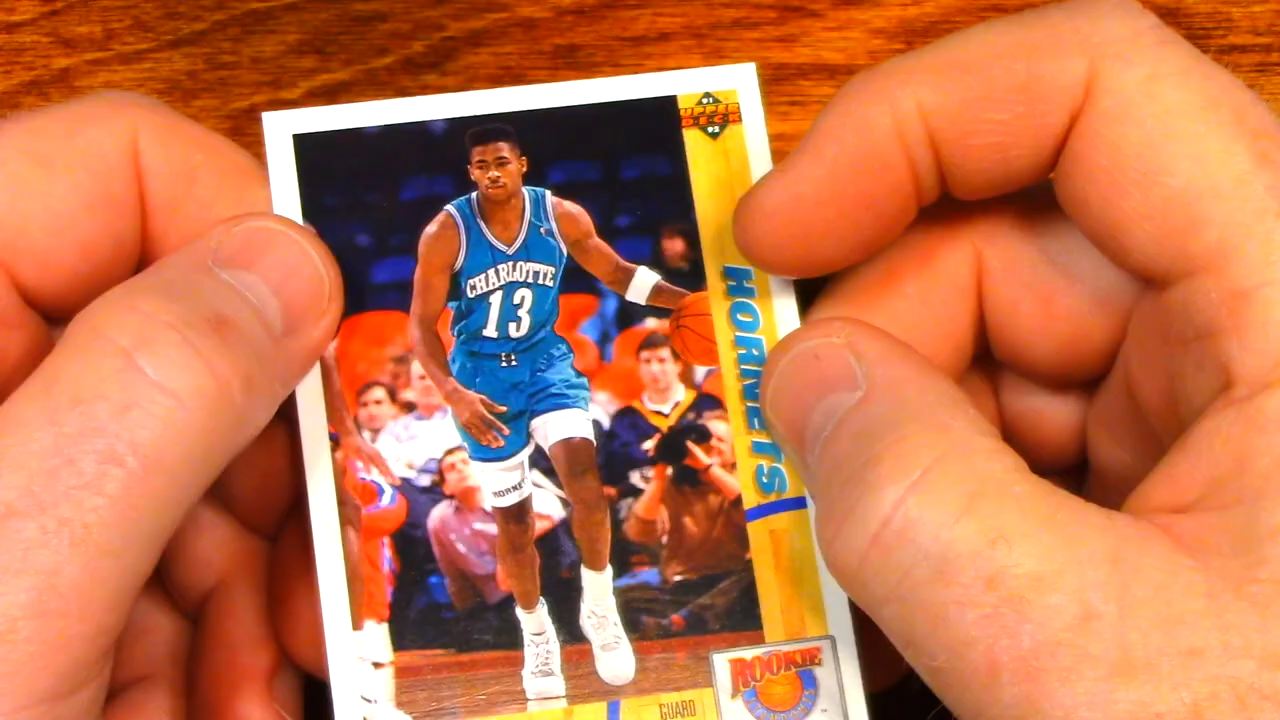 91
UPPER
DECK
92
HORNETS
CHARLOTTE
13
HORNETS
ROOKIE
GUARD